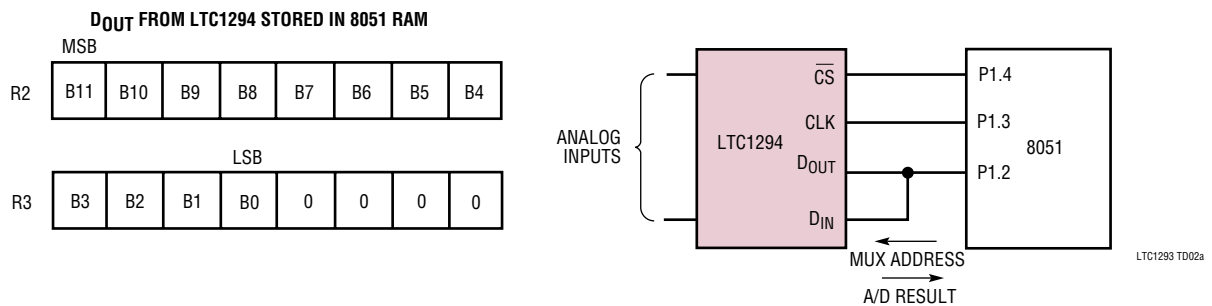 DOUT FROM LTC1294 STORED IN 8051 RAM
MSB
R2 B11 B10 B9 B8 B7 B6 B5 B4
LSB
R3 B3 B2 B1 B0 0 0 0 0
ANALOG
INPUTS
LTC1294
CS
CLK
DOUT
DIN
P1.4
P1.3
P1.2
8051
MUX ADDRESS
A/D RESULT
LTC1293 TD02a